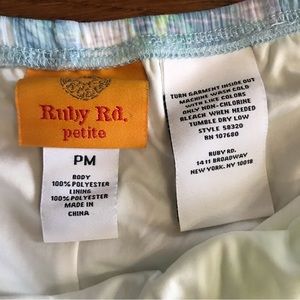 Ruby Rd.
petite
PM
BODY
100% POLYESTER
LINING
100% POLYESTER
MADE IN
CHINA
TURN GARMENT INSIDE OUT
MACHINE WASH COLD
WITH LIKE COLORS
ONLY NON-CHLORINE
BLEACH WHEN NEEDED
TUMBLE DRY LOW
STYLE 58320
RN 107680
RUBY RD.
1411 BROADWAY
NEW YORK, NY 10018